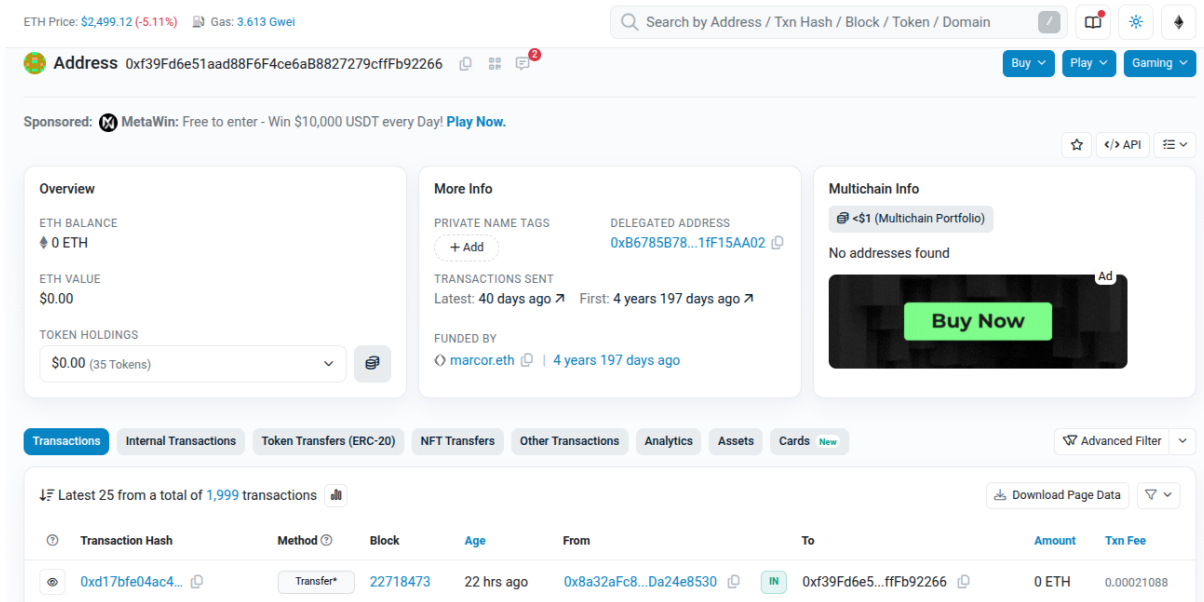 ETH Price: $2,499.12 (-5.11%) Gas: 3.613 Gwei
Search by Address / Txn Hash / Block / Token / Domain /
Address 0xf39Fd6e51aad88F6F4ce6aB8827279cffFb92266 2
Buy Play Gaming
Sponsored: MetaWin: Free to enter - Win $10,000 USDT every Day! Play Now.
</> API
Overview
ETH BALANCE
0 ETH
ETH VALUE
$0.00
TOKEN HOLDINGS
$0.00 (35 Tokens)
More Info
PRIVATE NAME TAGS
+ Add
DELEGATED ADDRESS
0xB6785B78...1fF15AA02
TRANSACTIONS SENT
Latest: 40 days ago First: 4 years 197 days ago
FUNDED BY
marcor.eth | 4 years 197 days ago
Multichain Info
<$1 (Multichain Portfolio)
No addresses found
Ad
Buy Now
Transactions Internal Transactions Token Transfers (ERC-20) NFT Transfers Other Transactions Analytics Assets Cards New
Advanced Filter
Latest 25 from a total of 1,999 transactions
Download Page Data
Transaction Hash Method Block Age From To Amount Txn Fee
0xd17bfe04ac4... Transfer* 22718473 22 hrs ago 0x8a32aFc8...Da24e8530 IN 0xf39Fd6e5...ffFb92266 0 ETH 0.00021088